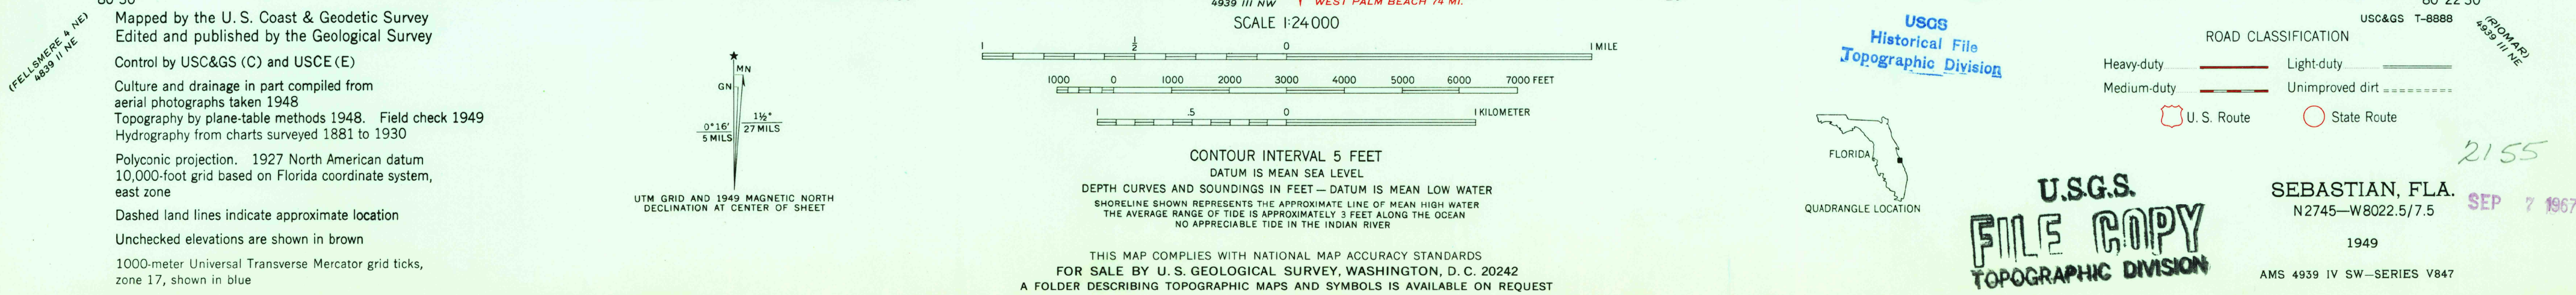 (FELLSMERE 4 NE)
4839 II NE
Mapped by the U. S. Coast & Geodetic Survey
Edited and published by the Geological Survey
Control by USC&GS (C) and USCE (E)
Culture and drainage in part compiled from
aerial photographs taken 1948
Topography by plane-table methods 1948. Field check 1949
Hydrography from charts surveyed 1881 to 1930
Polyconic projection. 1927 North American datum
10,000-foot grid based on Florida coordinate system,
east zone
Dashed land lines indicate approximate location
Unchecked elevations are shown in brown
1000-meter Universal Transverse Mercator grid ticks,
zone 17, shown in blue
MN
GN
0°16'
5 MILS
1½°
27 MILS
UTM GRID AND 1949 MAGNETIC NORTH
DECLINATION AT CENTER OF SHEET
4939 III NW
WEST PALM BEACH 74 MI.
SCALE 1:24000
1 ½ 0 1 MILE
1000 0 1000 2000 3000 4000 5000 6000 7000 FEET
1 .5 0 1 KILOMETER
CONTOUR INTERVAL 5 FEET
DATUM IS MEAN SEA LEVEL
DEPTH CURVES AND SOUNDINGS IN FEET—DATUM IS MEAN LOW WATER
SHORELINE SHOWN REPRESENTS THE APPROXIMATE LINE OF MEAN HIGH WATER
THE AVERAGE RANGE OF TIDE IS APPROXIMATELY 3 FEET ALONG THE OCEAN
NO APPRECIABLE TIDE IN THE INDIAN RIVER
THIS MAP COMPLIES WITH NATIONAL MAP ACCURACY STANDARDS
FOR SALE BY U. S. GEOLOGICAL SURVEY, WASHINGTON, D. C. 20242
A FOLDER DESCRIBING TOPOGRAPHIC MAPS AND SYMBOLS IS AVAILABLE ON REQUEST
USGS
Historical File
Topographic Division
FLORIDA
QUADRANGLE LOCATION
U.S.G.S.
FILE COPY
TOPOGRAPHIC DIVISION
USC&GS T-8888
(RIOMAR)
4939 III NE
ROAD CLASSIFICATION
Heavy-duty Light-duty
Medium-duty Unimproved dirt
U. S. Route State Route
2155
SEBASTIAN, FLA.
N2745—W8022.5/7.5
SEP 7 1967
1949
AMS 4939 IV SW—SERIES V847